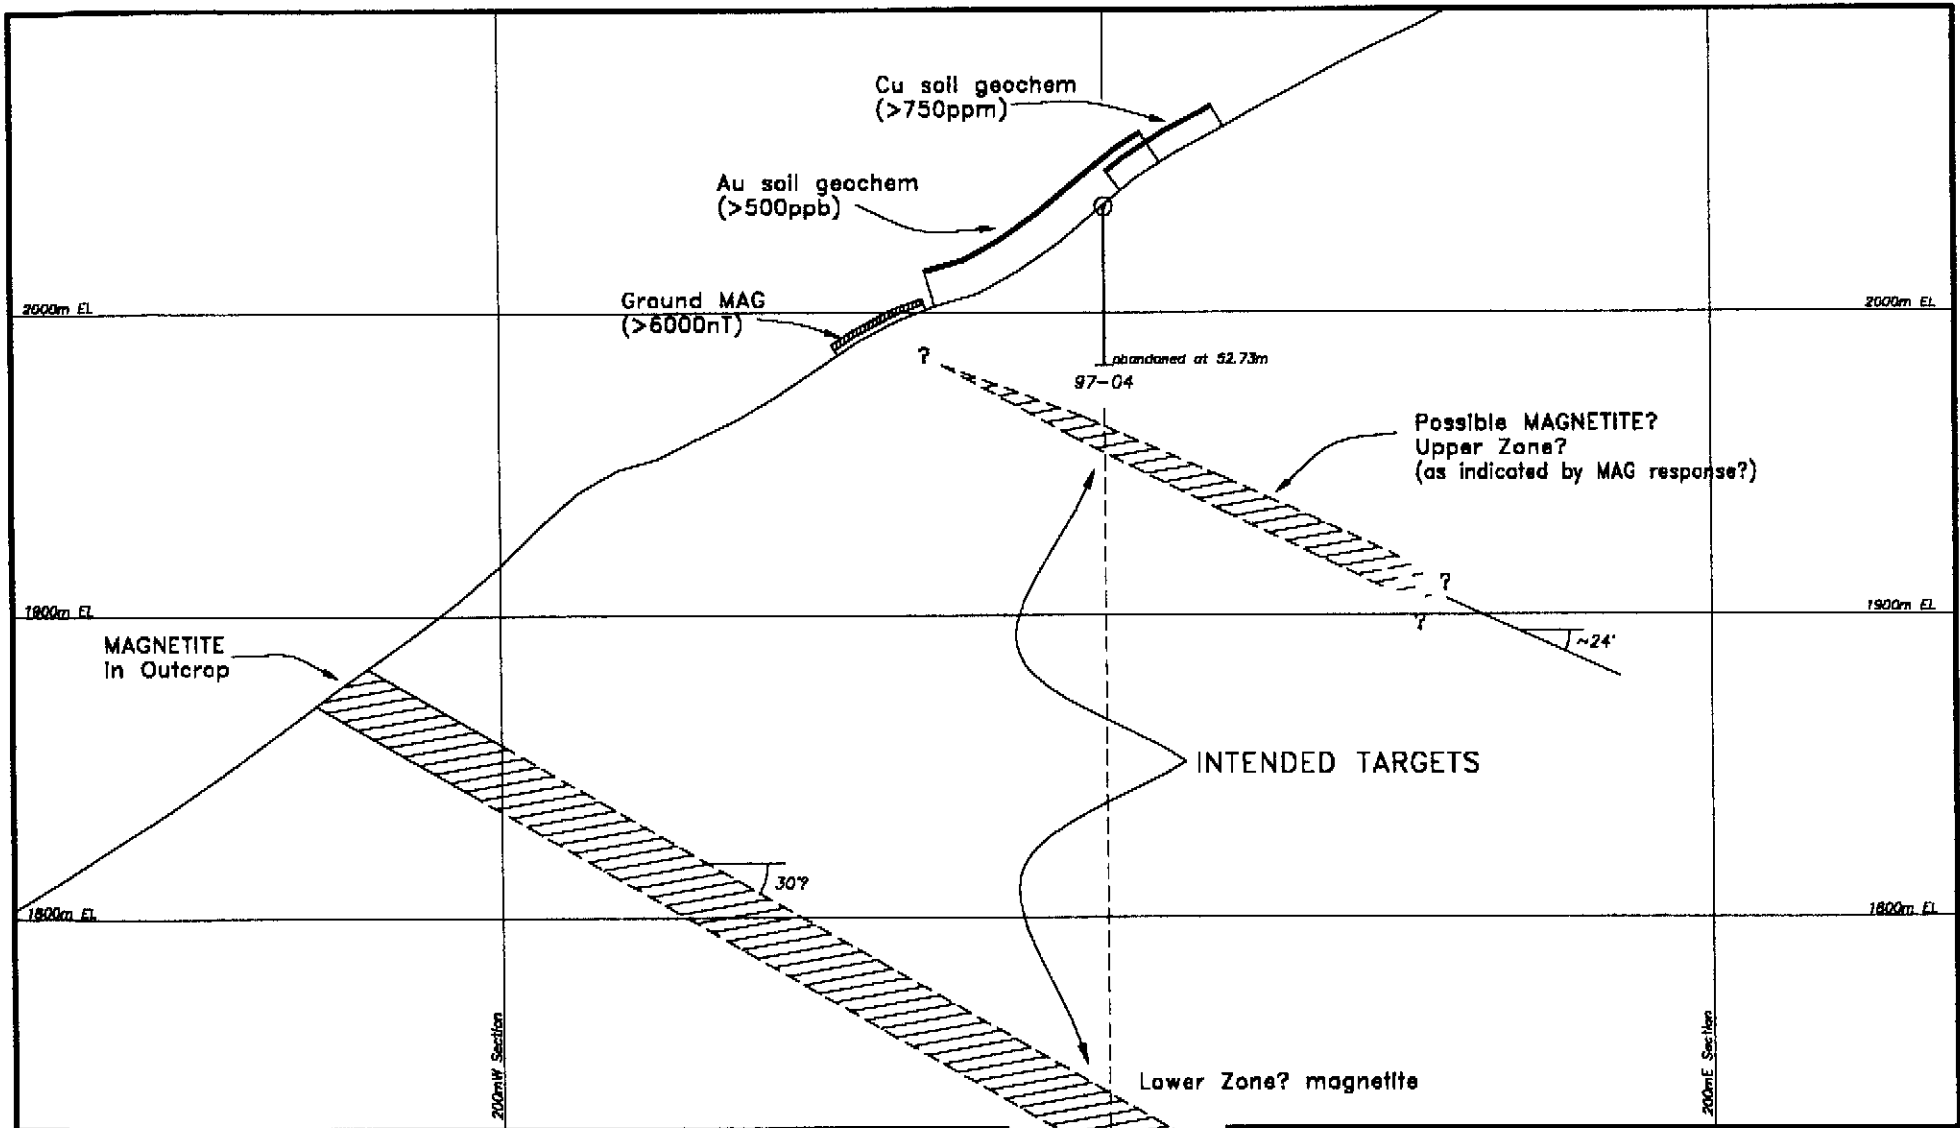 Cu soil geochem
(>750ppm)
Au soil geochem
(>500ppb)
Ground MAG
(>6000nT)
2000m EL
2000m EL
?
abandoned at 52.73m
97-04
Possible MAGNETITE?
Upper Zone?
(as indicated by MAG response?)
?
?
1900m EL
1900m EL
~24°
MAGNETITE
in Outcrop
INTENDED TARGETS
30°?
1800m EL
1800m EL
200mW Section
200mE Section
Lower Zone? magnetite